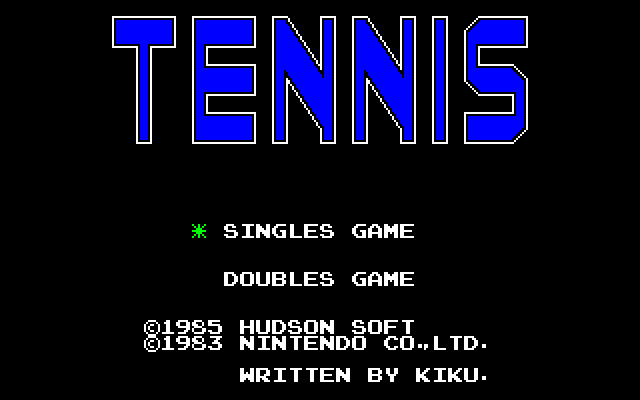 TENNIS
* SINGLES GAME
DOUBLES GAME
©1985 HUDSON SOFT
©1983 NINTENDO CO.,LTD.
WRITTEN BY KIKU.